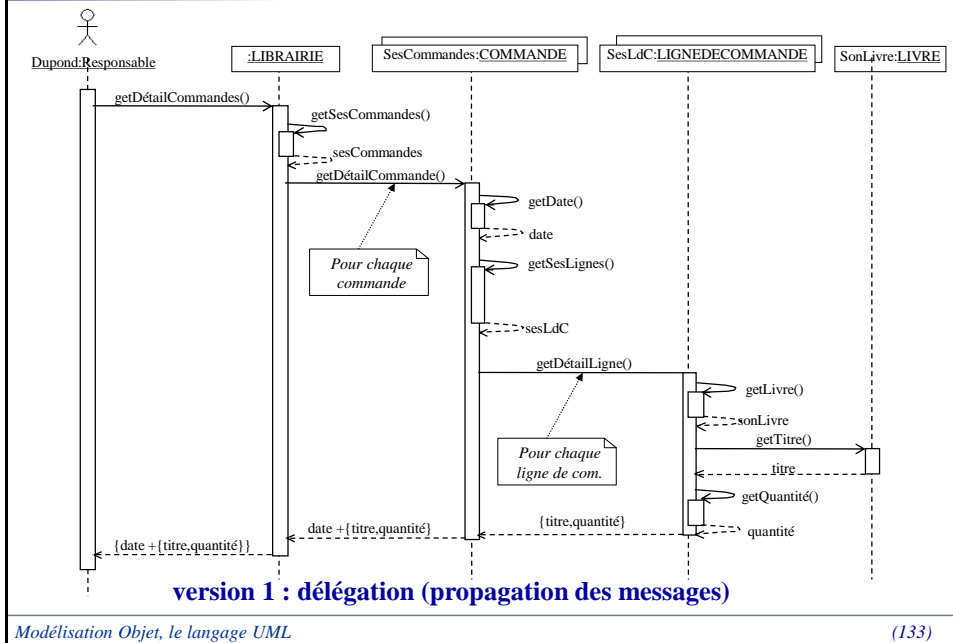 Dupond:Responsable
:LIBRAIRIE
SesCommandes:COMMANDE
SesLdC:LIGNEDECOMMANDE
SonLivre:LIVRE
getDétailCommandes()
getSesCommandes()
sesCommandes
getDétailCommande()
getDate()
date
Pour chaque
commande
getSesLignes()
sesLdC
getDétailLigne()
getLivre()
sonLivre
Pour chaque
ligne de com.
getTitre()
titre
getQuantité()
quantité
{titre,quantité}
date +{titre,quantité}
{date +{titre,quantité}}
version 1 : délégation (propagation des messages)
Modélisation Objet, le langage UML
(133)